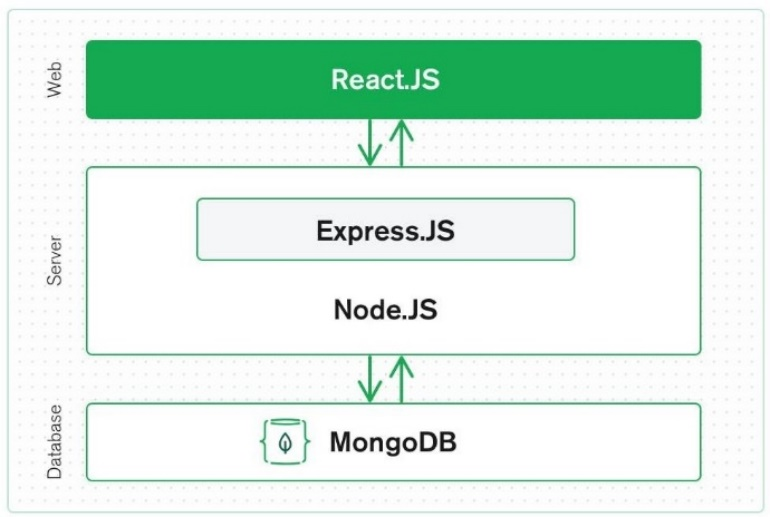 Web
React.JS
Server
Express.JS
Node.JS
Database
MongoDB